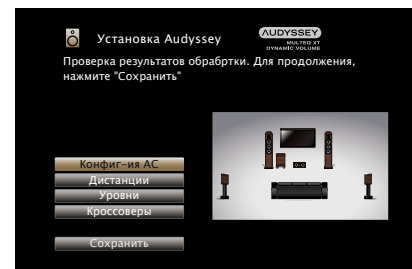 Установка Audyssey
AUDYSSEY
MULTEQ XT
DYNAMIC VOLUME
Проверка результатов обрабртки. Для продолжения,
нажмите "Сохранить"
Конфиг-ия АС
Дистанции
Уровни
Кроссоверы
Сохранить